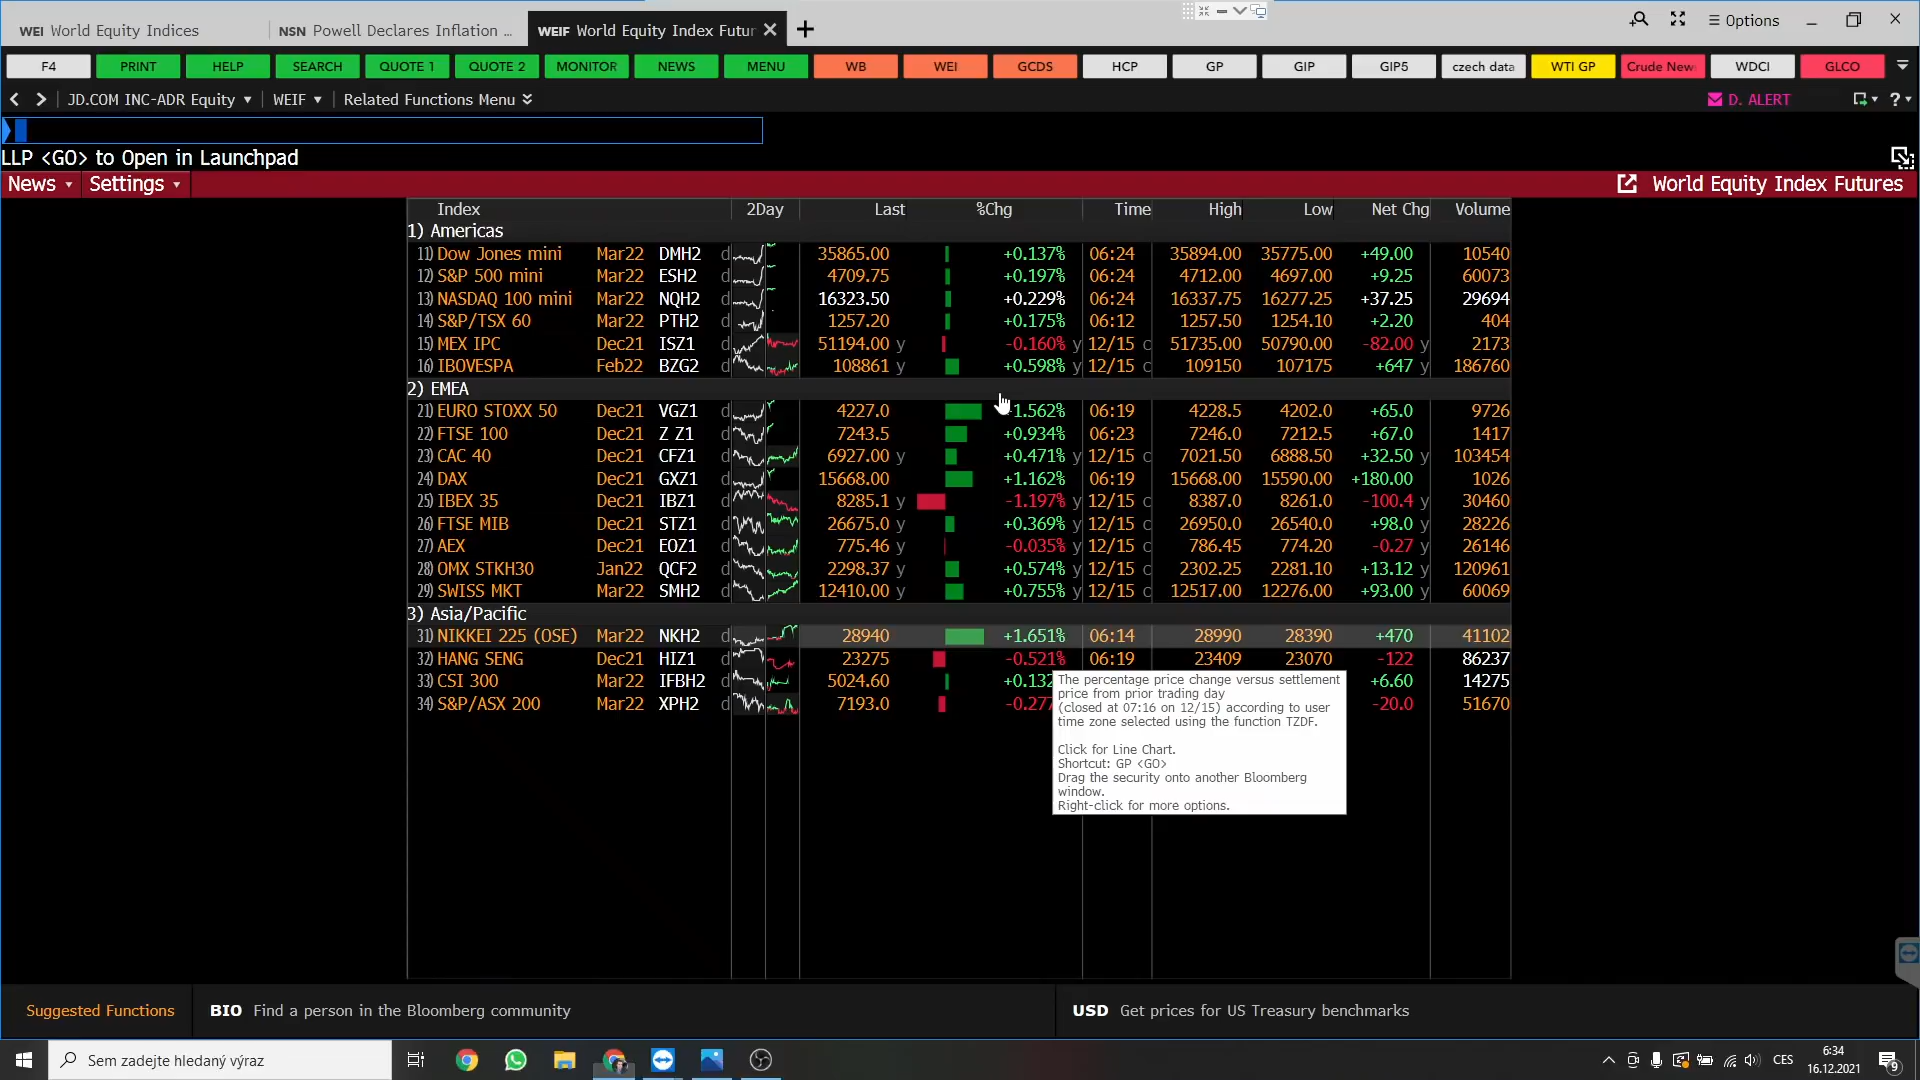 WEI World Equity Indices NSN Powell Declares Inflation ... WEIF World Equity Index Futur Options
F4 PRINT HELP SEARCH QUOTE 1 QUOTE 2 MONITOR NEWS MENU WB WEI GCDS HCP GP GIP GIP5 czech data WTI GP Crude New WDCI GLCO
JD.COM INC-ADR Equity WEIF Related Functions Menu D. ALERT ?
LLP <GO> to Open in Launchpad
News Settings World Equity Index Futures
Index 2Day Last %Chg Time High Low Net Chg Volume
1) Americas
11) Dow Jones mini Mar22 DMH2 d 35865.00 +0.137% 06:24 35894.00 35775.00 +49.00 10540
12) S&P 500 mini Mar22 ESH2 d 4709.75 +0.197% 06:24 4712.00 4697.00 +9.25 60073
13) NASDAQ 100 mini Mar22 NQH2 d 16323.50 +0.229% 06:24 16337.75 16277.25 +37.25 29694
14) S&P/TSX 60 Mar22 PTH2 d 1257.20 +0.175% 06:12 1257.50 1254.10 +2.20 404
15) MEX IPC Dec21 ISZ1 d 51194.00 y -0.160% y 12/15 c 51735.00 50790.00 -82.00 y 2173
16) IBOVESPA Feb22 BZG2 d 108861 y +0.598% y 12/15 c 109150 107175 +647 y 186760
2) EMEA
21) EURO STOXX 50 Dec21 VGZ1 d 4227.0 +1.562% 06:19 4228.5 4202.0 +65.0 9726
22) FTSE 100 Dec21 Z Z1 d 7243.5 +0.934% 06:23 7246.0 7212.5 +67.0 1417
23) CAC 40 Dec21 CFZ1 d 6927.00 y +0.471% y 12/15 c 7021.50 6888.50 +32.50 y 103454
24) DAX Dec21 GXZ1 d 15668.00 +1.162% 06:19 15668.00 15590.00 +180.00 1026
25) IBEX 35 Dec21 IBZ1 d 8285.1 y -1.197% y 12/15 c 8387.0 8261.0 -100.4 y 30460
26) FTSE MIB Dec21 STZ1 d 26675.0 y +0.369% y 12/15 c 26950.0 26540.0 +98.0 y 28226
27) AEX Dec21 EOZ1 d 775.46 y -0.035% y 12/15 c 786.45 774.20 -0.27 y 26146
28) OMX STKH30 Jan22 QCF2 d 2298.37 y +0.574% y 12/15 c 2302.25 2281.10 +13.12 y 120961
29) SWISS MKT Mar22 SMH2 d 12410.00 y +0.755% y 12/15 c 12517.00 12276.00 +93.00 y 60069
3) Asia/Pacific
31) NIKKEI 225 (OSE) Mar22 NKH2 d 28940 +1.651% 06:14 28990 28390 +470 41102
32) HANG SENG Dec21 HIZ1 d 23275 -0.521% 06:19 23409 23070 -122 86237
33) CSI 300 Mar22 IFBH2 d 5024.60 +0.132 +6.60 14275
34) S&P/ASX 200 Mar22 XPH2 d 7193.0 -0.277 -20.0 51670
The percentage price change versus settlement
price from prior trading day
(closed at 07:16 on 12/15) according to user
time zone selected using the function TZDF.
Click for Line Chart.
Shortcut: GP <GO>
Drag the security onto another Bloomberg
window.
Right-click for more options.
Suggested Functions BIO Find a person in the Bloomberg community USD Get prices for US Treasury benchmarks
Sem zadejte hledaný výraz CES 6:34
16.12.2021 9